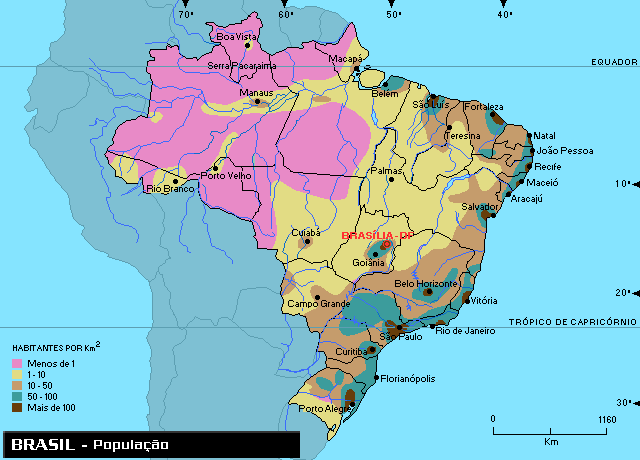 70° 60° 50° 40°
Boa Vista
Serra Pacaraima
Macapá
EQUADOR
Manaus
Belém
São Luís
Fortaleza
Teresina
Natal
João Pessoa
Recife
Maceió
Aracajú
Porto Velho
Rio Branco
Palmas
10°
Salvador
BRASÍLIA-DF
Cuiabá
Goiânia
Belo Horizonte
20°
Vitória
Campo Grande
TRÓPICO DE CAPRICÓRNIO
São Paulo
Rio de Janeiro
Curitiba
Florianópolis
Porto Alegre
30°
HABITANTES POR Km²
Menos de 1
1 - 10
10 - 50
50 - 100
Mais de 100
0 1160
Km
BRASIL - População